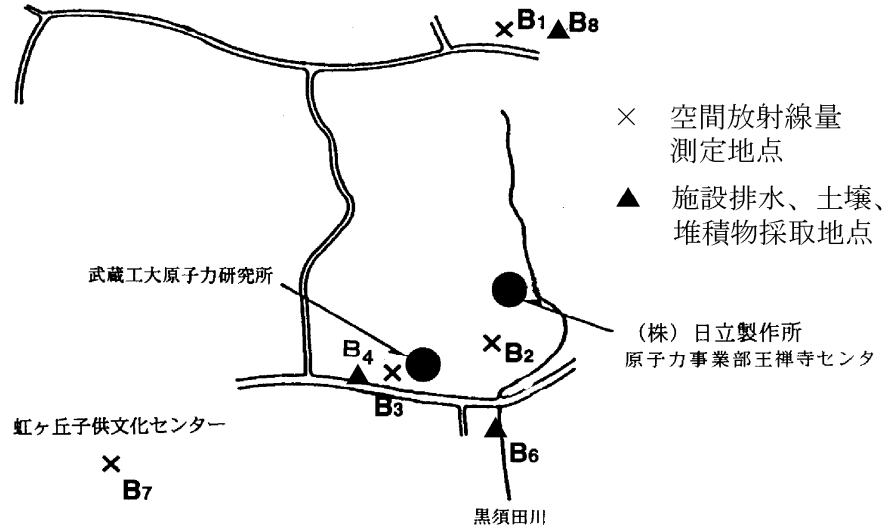 B1
B8
× 空間放射線量
測定地点
▲ 施設排水、土壌、
堆積物採取地点
武蔵工大原子力研究所
(株)日立製作所
原子力事業部王禅寺センタ
B4
B2
B3
虹ヶ丘子供文化センター
B7
B6
黒須田川